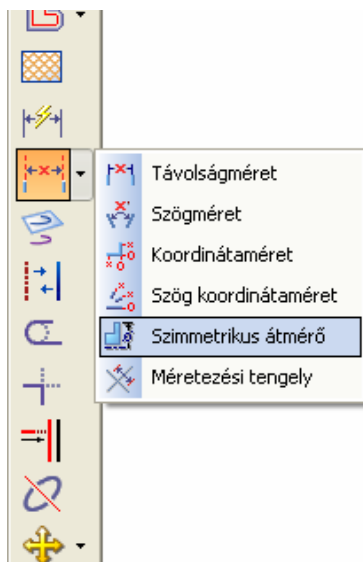 Távolságméret
Szögméret
Koordinátaméret
Szög koordinátaméret
Szimmetrikus átmérő
Méretezési tengely